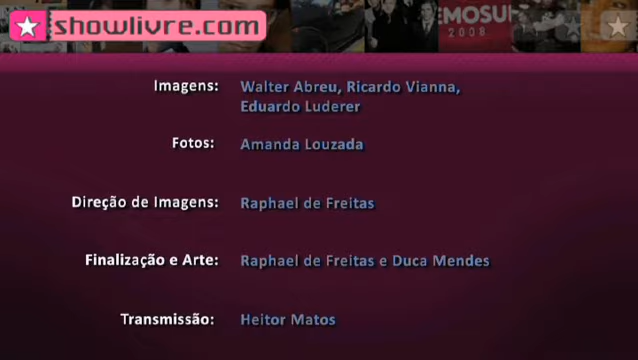 showlivre.com
EMOSUL
2008
Imagens: Walter Abreu, Ricardo Vianna,
Eduardo Luderer
Fotos: Amanda Louzada
Direção de Imagens: Raphael de Freitas
Finalização e Arte: Raphael de Freitas e Duca Mendes
Transmissão: Heitor Matos